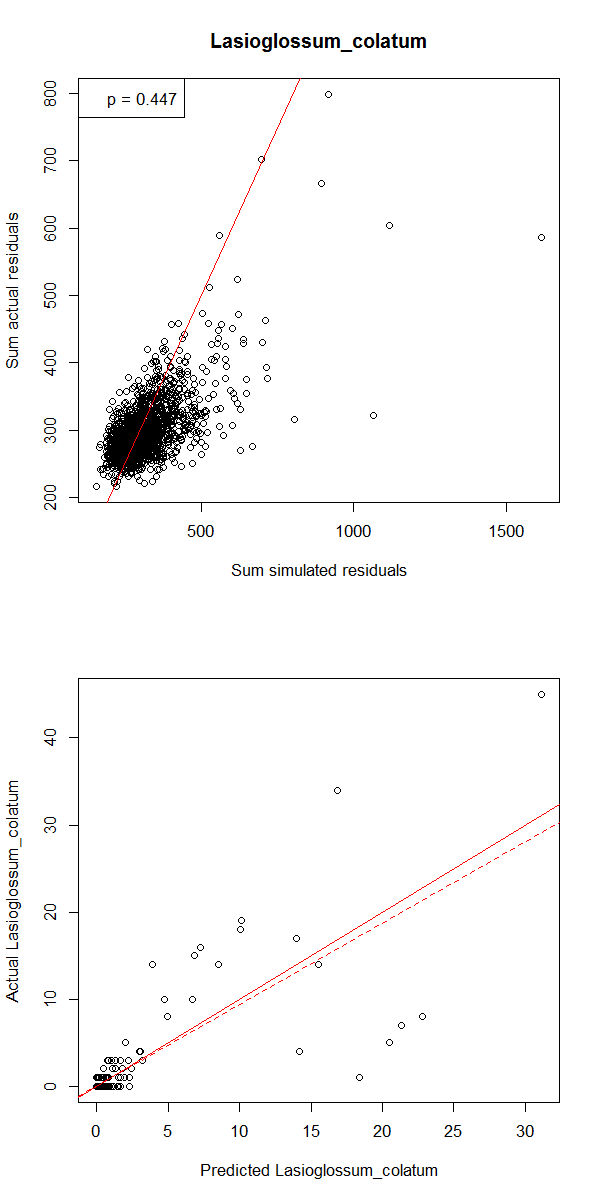 Lasioglossum_colatum
p = 0.447
Sum actual residuals
800
700
600
500
400
300
200
500 1000 1500
Sum simulated residuals
Actual Lasioglossum_colatum
40
30
20
10
0
0 5 10 15 20 25 30
Predicted Lasioglossum_colatum